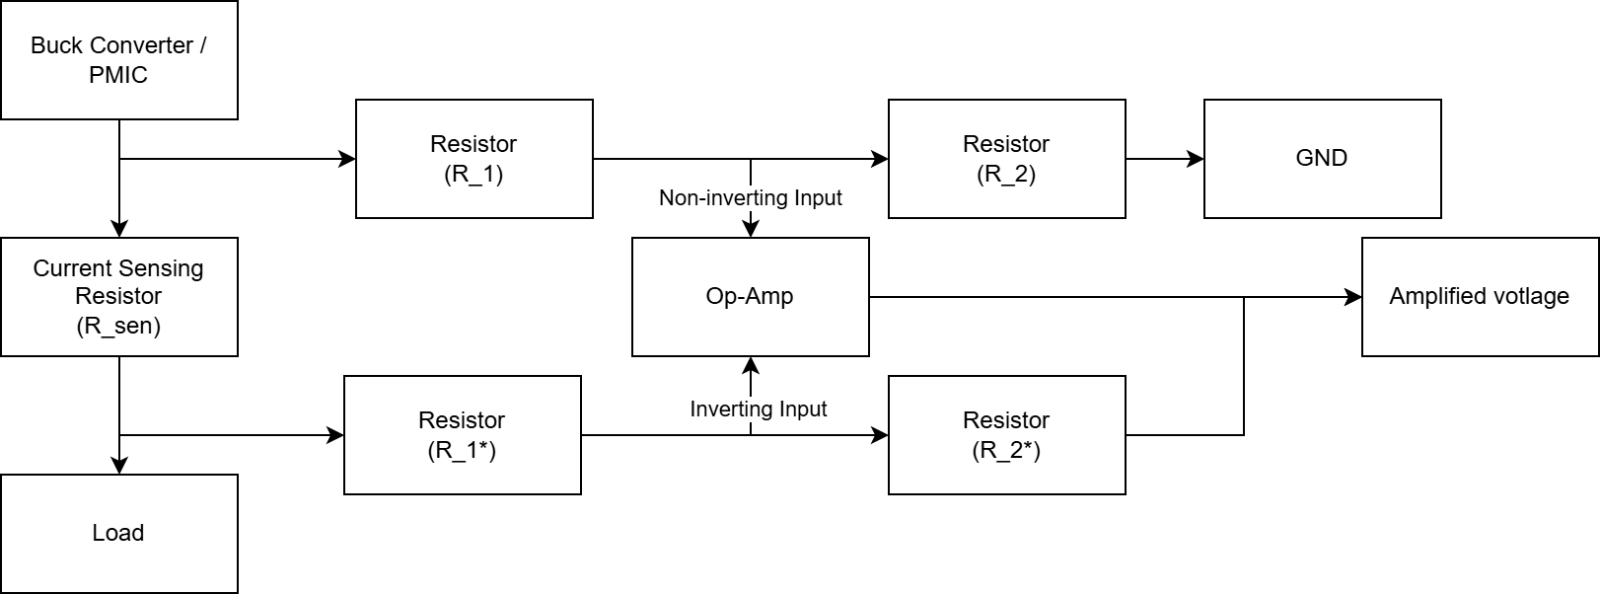 Buck Converter /
PMIC
Resistor
(R_1)
Resistor
(R_2)
GND
Non-inverting Input
Current Sensing
Resistor
(R_sen)
Op-Amp
Amplified votlage
Inverting Input
Resistor
(R_1*)
Resistor
(R_2*)
Load